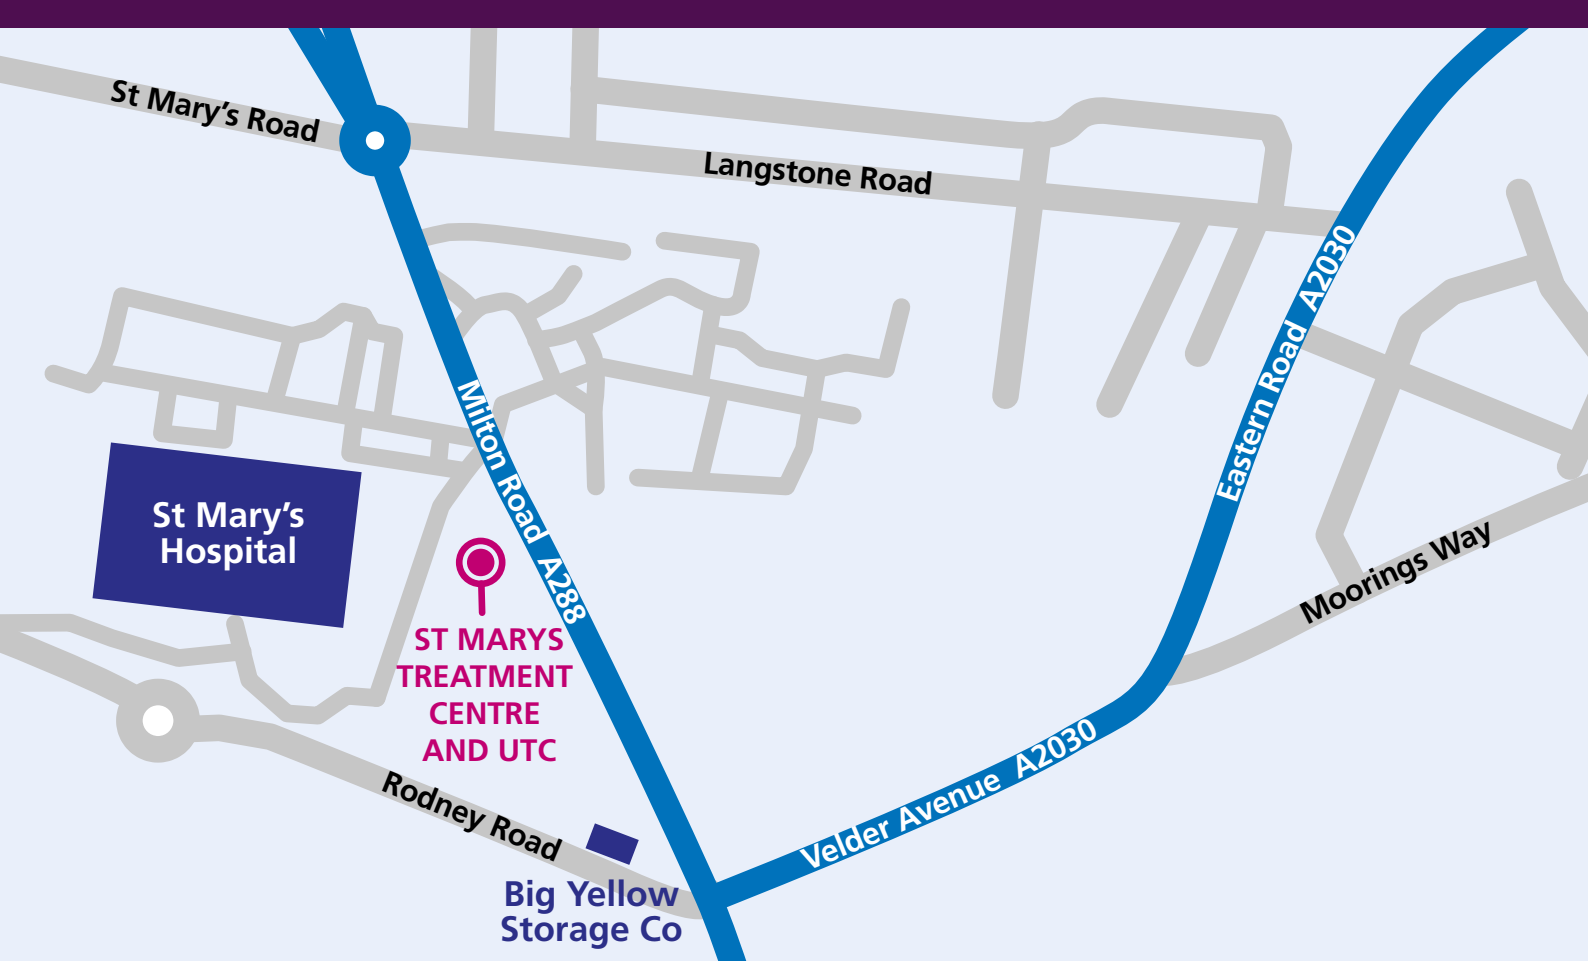 St Mary’s Road
Langstone Road
Eastern Road A2030
Milton Road A288
St Mary’s
Hospital
Moorings Way
ST MARYS
TREATMENT
CENTRE
AND UTC
Velder Avenue A2030
Rodney Road
Big Yellow
Storage Co